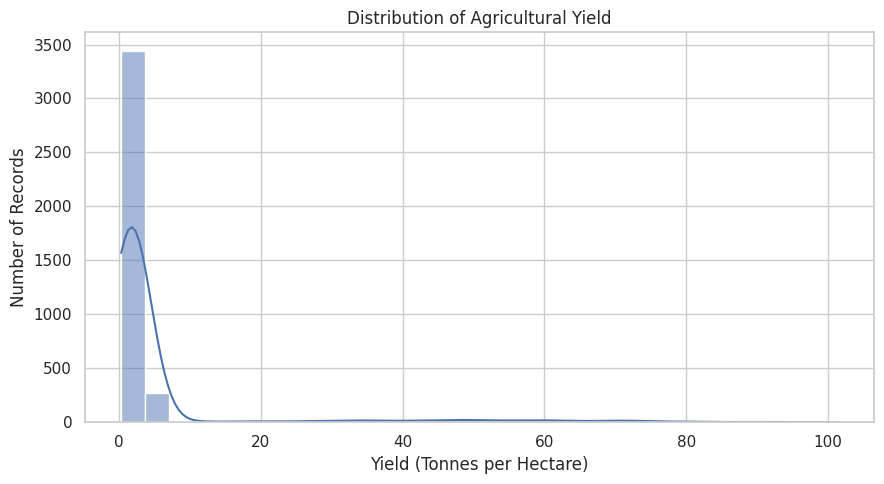 Distribution of Agricultural Yield
3500
3000
2500
2000
1500
1000
500
0
Number of Records
0 20 40 60 80 100
Yield (Tonnes per Hectare)